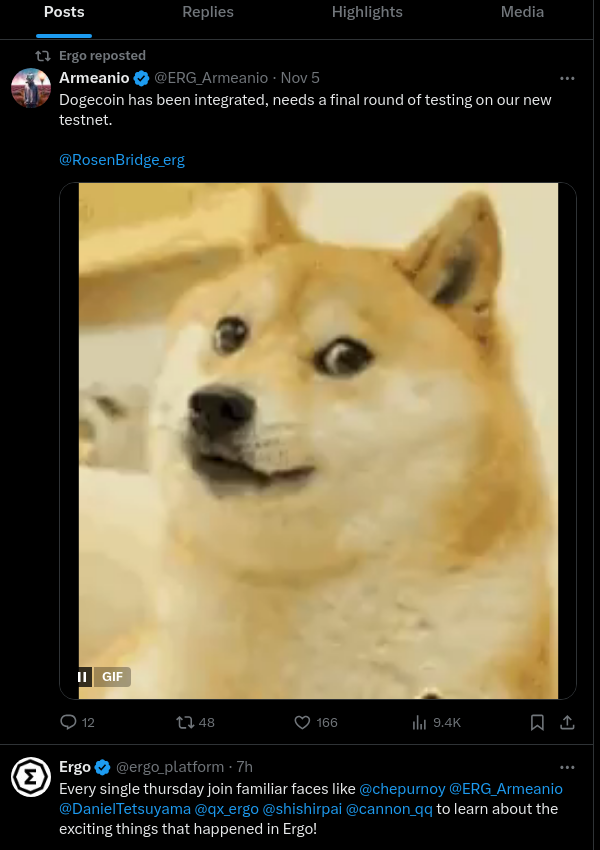 Posts Replies Highlights Media
Ergo reposted
Armeanio @ERG_Armeanio · Nov 5
Dogecoin has been integrated, needs a final round of testing on our new
testnet.
@RosenBridge_erg
GIF
12 48 166 9.4K
Ergo @ergo_platform · 7h
Every single thursday join familiar faces like @chepurnoy @ERG_Armeanio
@DanielTetsuyama @qx_ergo @shishirpai @cannon_qq to learn about the
exciting things that happened in Ergo!